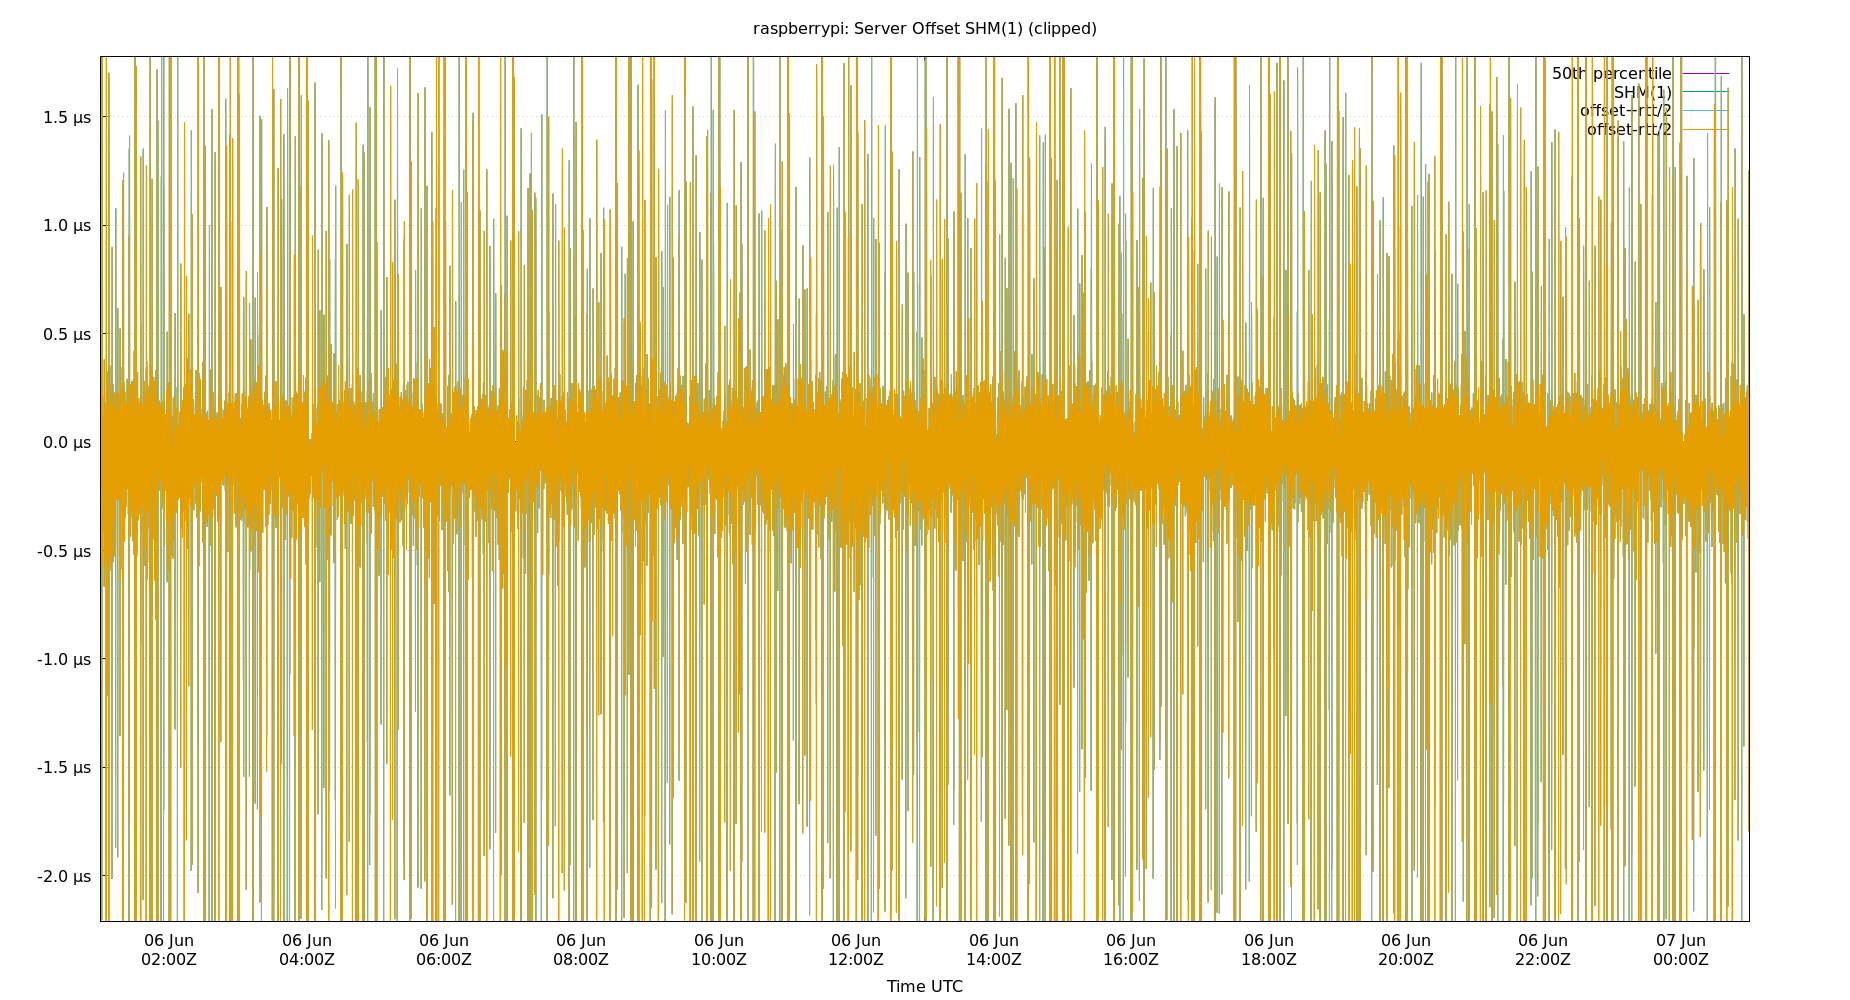 raspberrypi: Server Offset SHM(1) (clipped)
50th percentile
SHM(1)
offset+rtt/2
offset-rtt/2
1.5 µs
1.0 µs
0.5 µs
0.0 µs
-0.5 µs
-1.0 µs
-1.5 µs
-2.0 µs
06 Jun 06 Jun 06 Jun 06 Jun 06 Jun 06 Jun 06 Jun 06 Jun 06 Jun 06 Jun 06 Jun 07 Jun
02:00Z 04:00Z 06:00Z 08:00Z 10:00Z 12:00Z 14:00Z 16:00Z 18:00Z 20:00Z 22:00Z 00:00Z
Time UTC